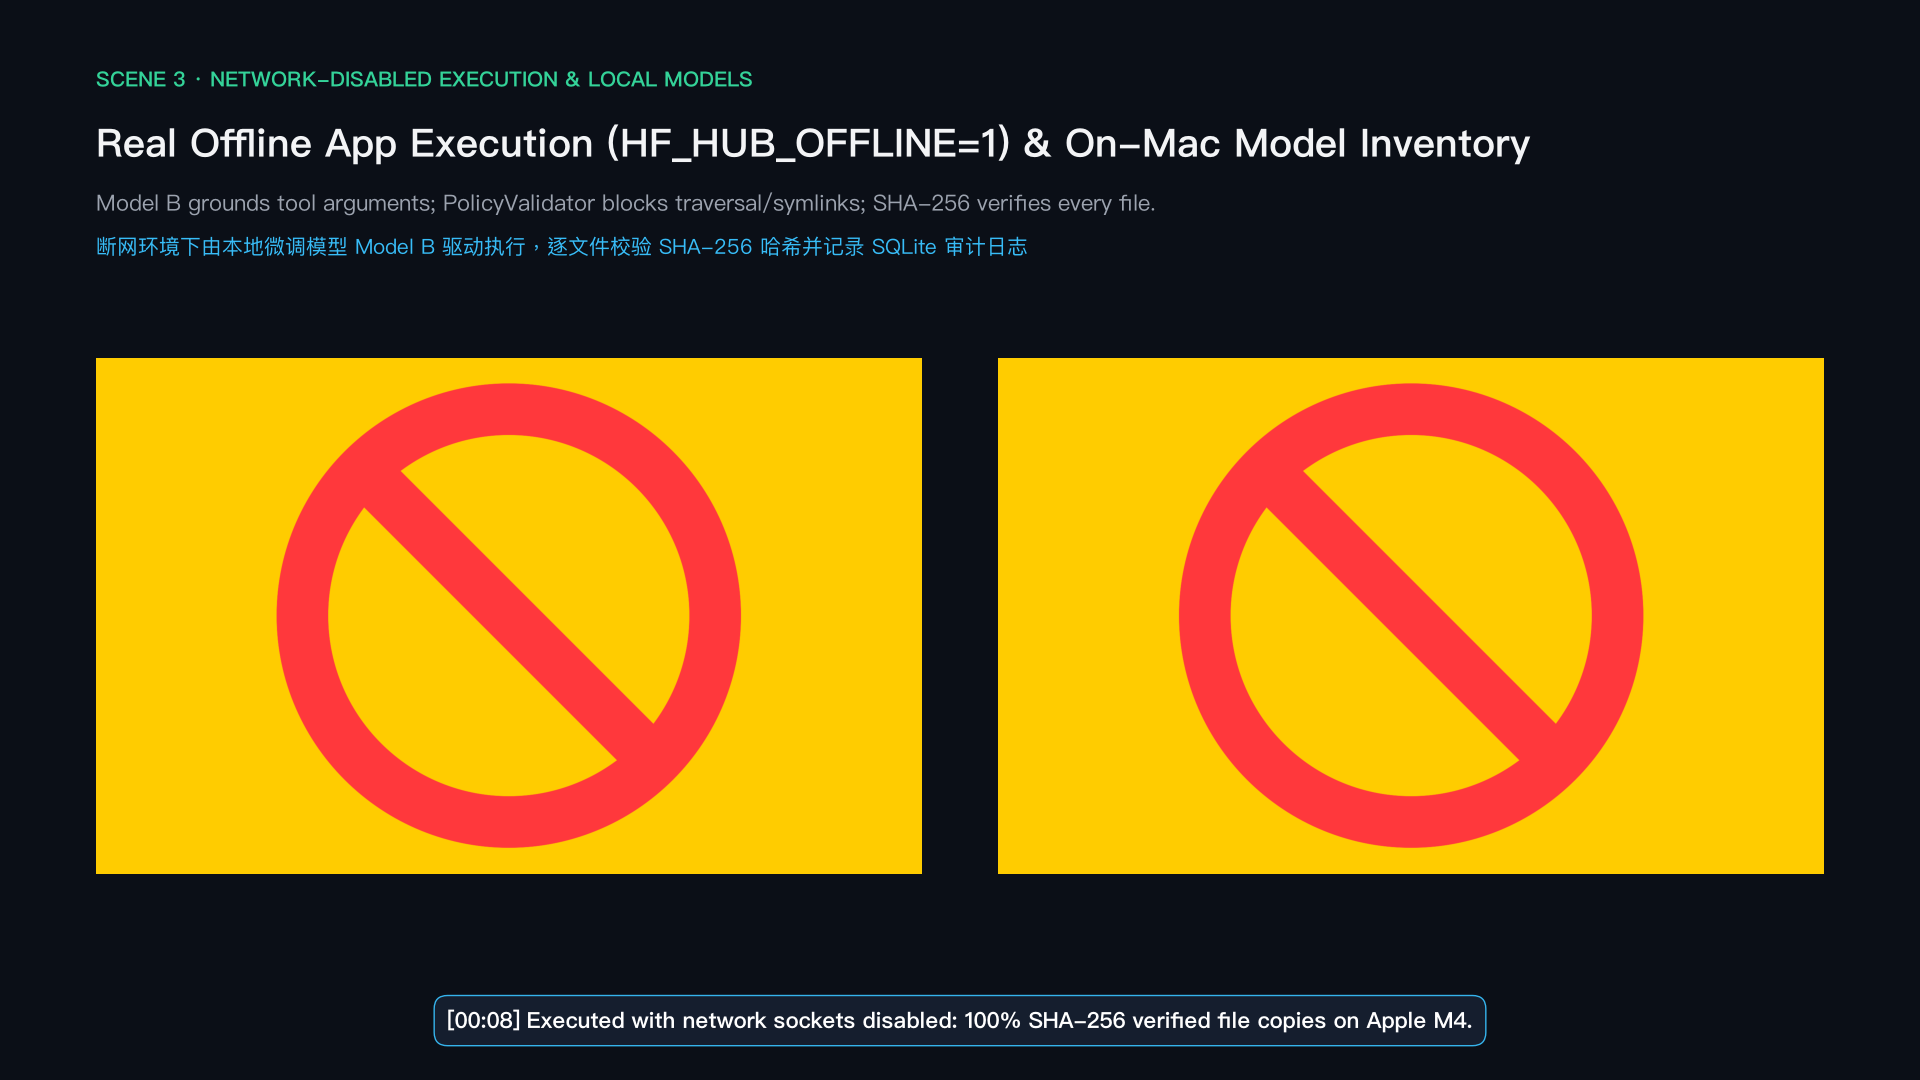 SCENE 3 · NETWORK–DISABLED EXECUTION & LOCAL MODELS
Real Offline App Execution (HF_HUB_OFFLINE=1) & On–Mac Model Inventory
Model B grounds tool arguments; PolicyValidator blocks traversal/symlinks; SHA–256 verifies every file.
断网环境下由本地微调模型 Model B 驱动执行，逐文件校验 SHA–256 哈希并记录 SQLite 审计日志
[00:08] Executed with network sockets disabled: 100% SHA–256 verified file copies on Apple M4.